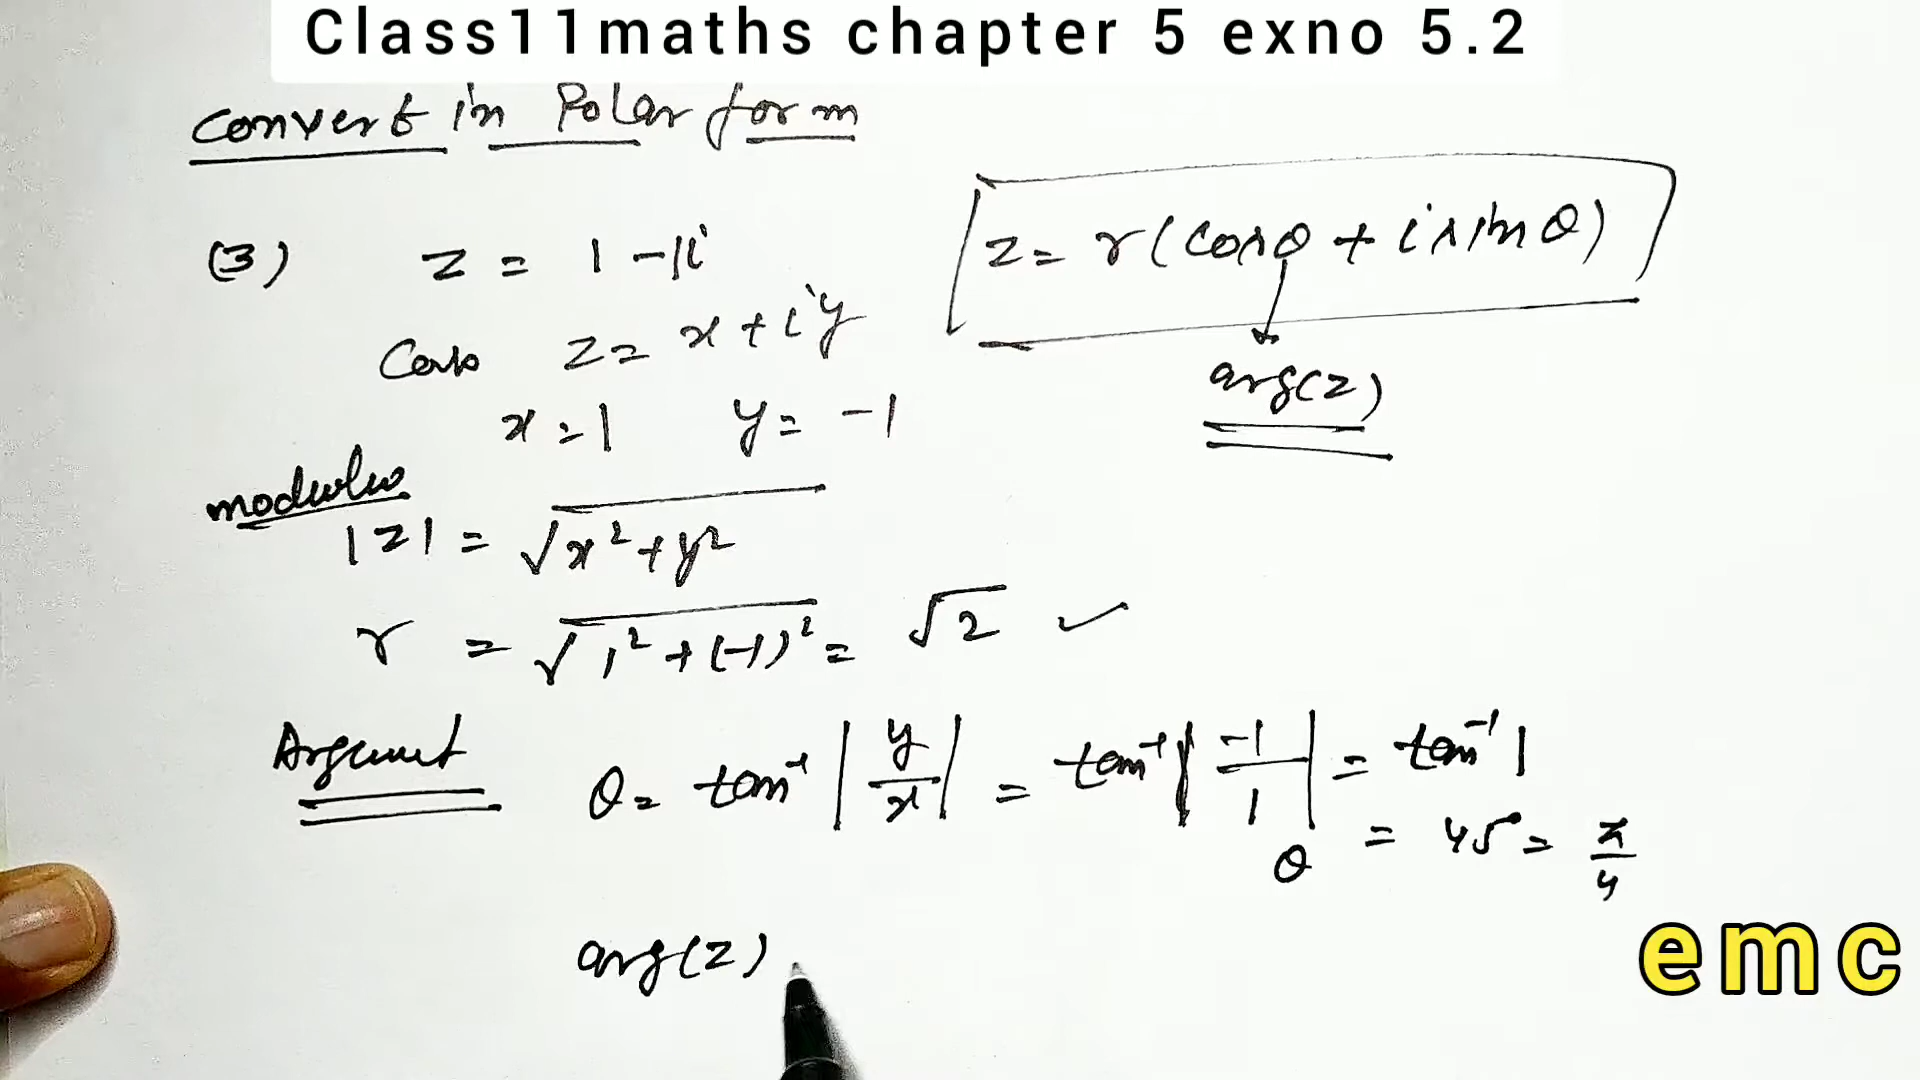 Class11maths chapter 5 exno 5.2
Convert in Polar form
(3) z = 1 - 1i
z = r(cosθ + i sinθ)
z = x + iy
arg(z)
x = 1 y = -1
modulus
|z| = √x² + y²
r = √1² + (-1)² = √2 ✓
Argument θ = tan⁻¹ |y/x| = tan⁻¹ |-1/1| = tan⁻¹ 1
θ = 45° = π/4
arg(z)
emc